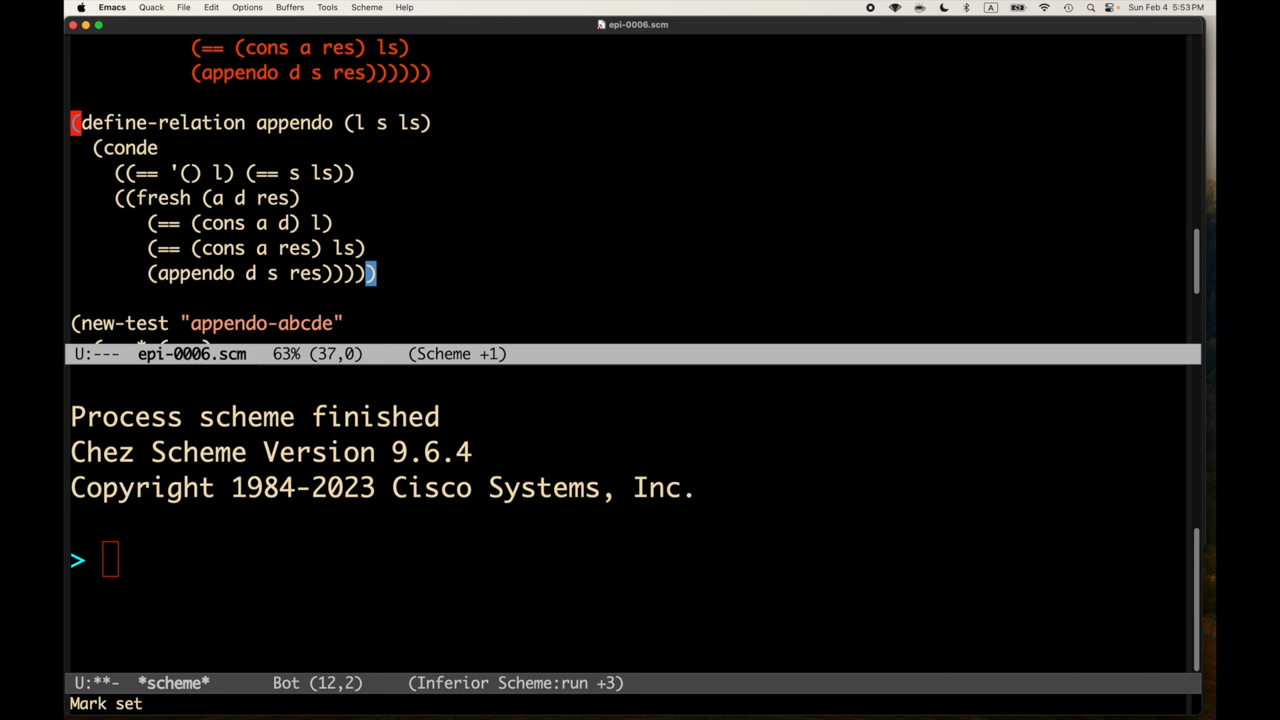 Emacs Quack File Edit Options Buffers Tools Scheme Help A Sun Feb 4 5:53 PM
epi-0006.scm
(== (cons a res) ls)
(appendo d s res))))))
(define-relation appendo (l s ls)
(conde
((== '() l) (== s ls))
((fresh (a d res)
(== (cons a d) l)
(== (cons a res) ls)
(appendo d s res)))))
(new-test "appendo-abcde"
U:--- epi-0006.scm 63% (37,0) (Scheme +1)
Process scheme finished
Chez Scheme Version 9.6.4
Copyright 1984-2023 Cisco Systems, Inc.
>
U:**- *scheme* Bot (12,2) (Inferior Scheme:run +3)
Mark set